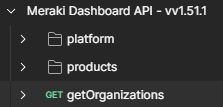 Meraki Dashboard API - vv1.51.1
platform
products
GET getOrganizations